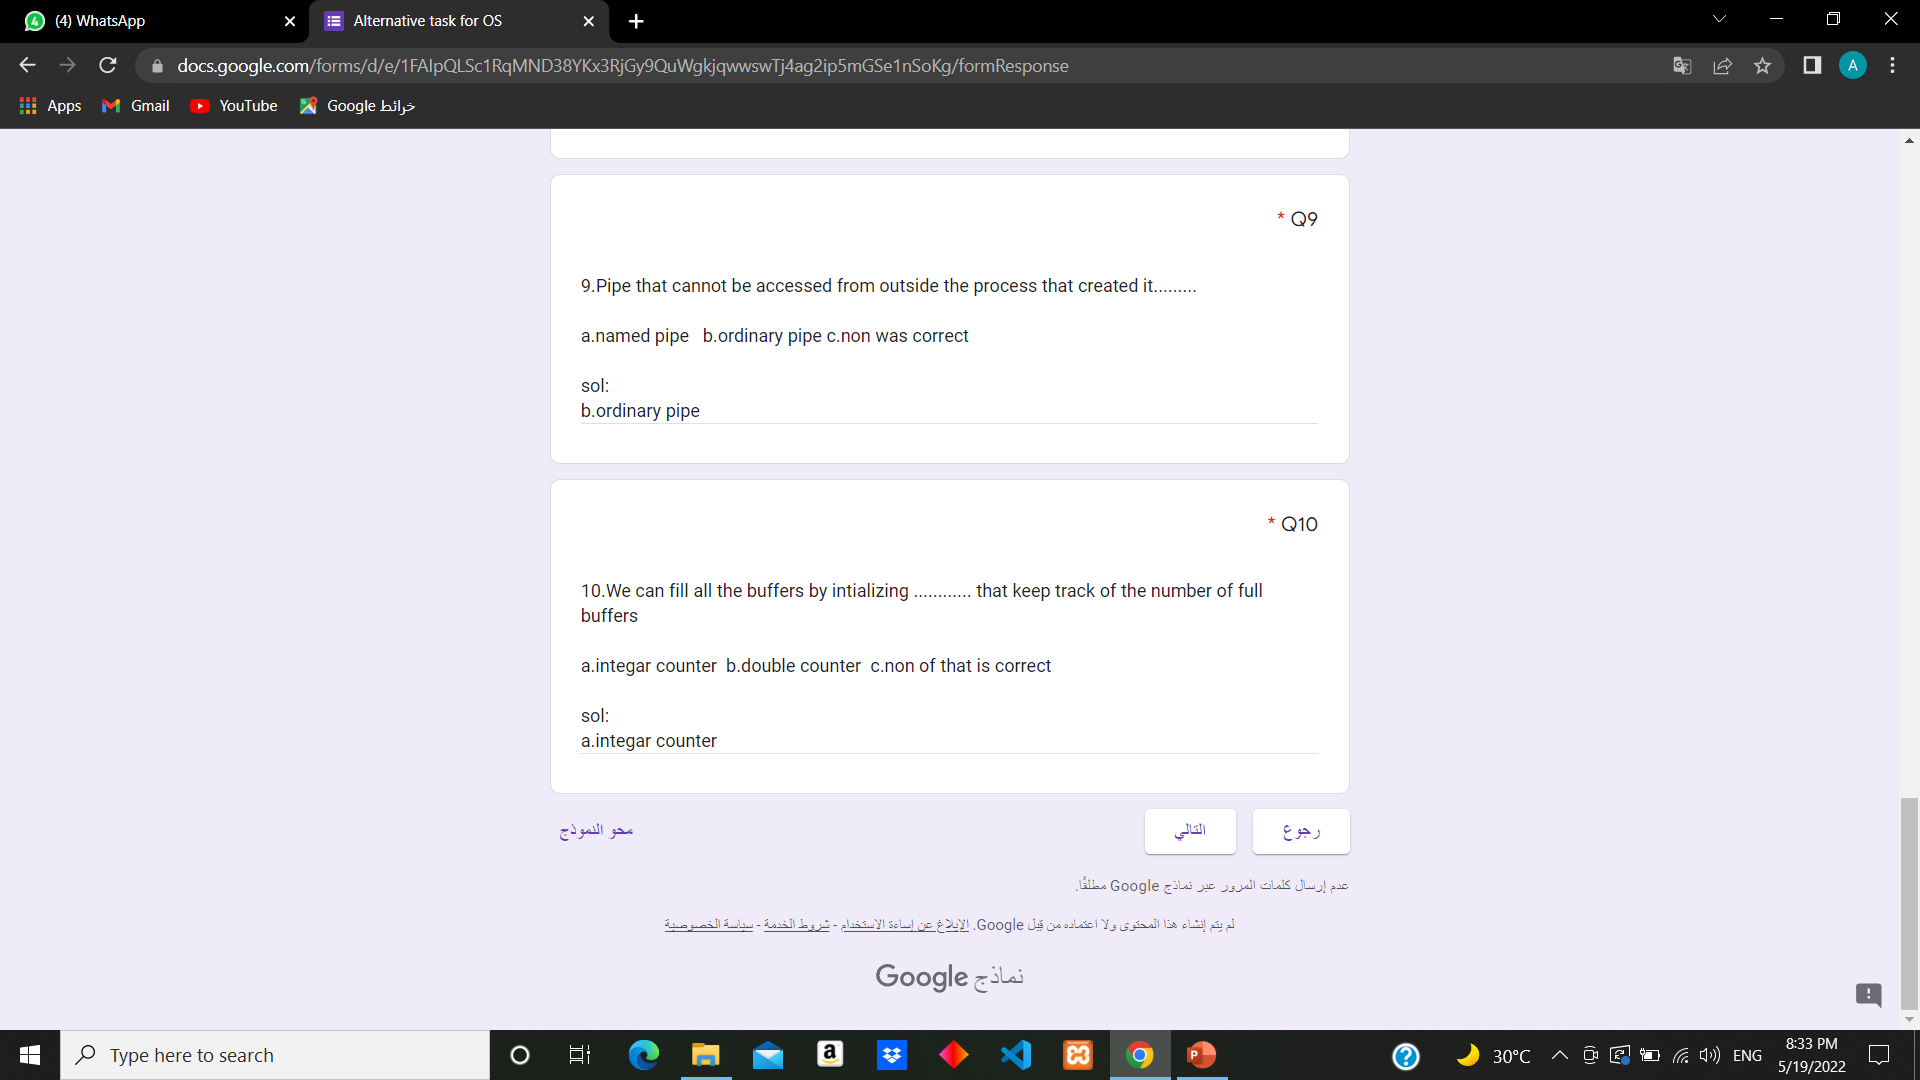 (4) WhatsApp
Alternative task for OS
docs.google.com/forms/d/e/1FAIpQLSc1RqMND38YKx3RjGy9QuWgkjqwwswTj4ag2ip5mGSe1nSoKg/formResponse
A
Apps
Gmail
YouTube
خرائط Google
* Q9
9.Pipe that cannot be accessed from outside the process that created it.........
a.named pipe   b.ordinary pipe c.non was correct
sol:
b.ordinary pipe
* Q10
10.We can fill all the buffers by intializing ............ that keep track of the number of full
buffers
a.integar counter  b.double counter  c.non of that is correct
sol:
a.integar counter
رجوع
التالي
محو النموذج
عدم إرسال كلمات المرور عبر نماذج Google مطلقًا.
لم يتم إنشاء هذا المحتوى ولا اعتماده من قِبل Google. الإبلاغ عن إساءة الاستخدام - شروط الخدمة - سياسة الخصوصية
نماذج Google
Type here to search
30°C
ENG
8:33 PM
5/19/2022